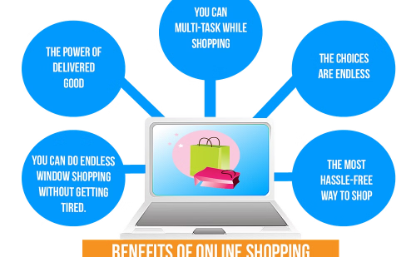 YOU CAN
MULTI-TASK WHILE
SHOPPING
THE POWER OF
DELIVERED
GOOD
THE CHOICES
ARE ENDLESS
YOU CAN DO ENDLESS
WINDOW SHOPPING
WITHOUT GETTING
TIRED.
THE MOST
HASSLE-FREE
WAY TO SHOP
BENEFITS OF ONLINE SHOPPING